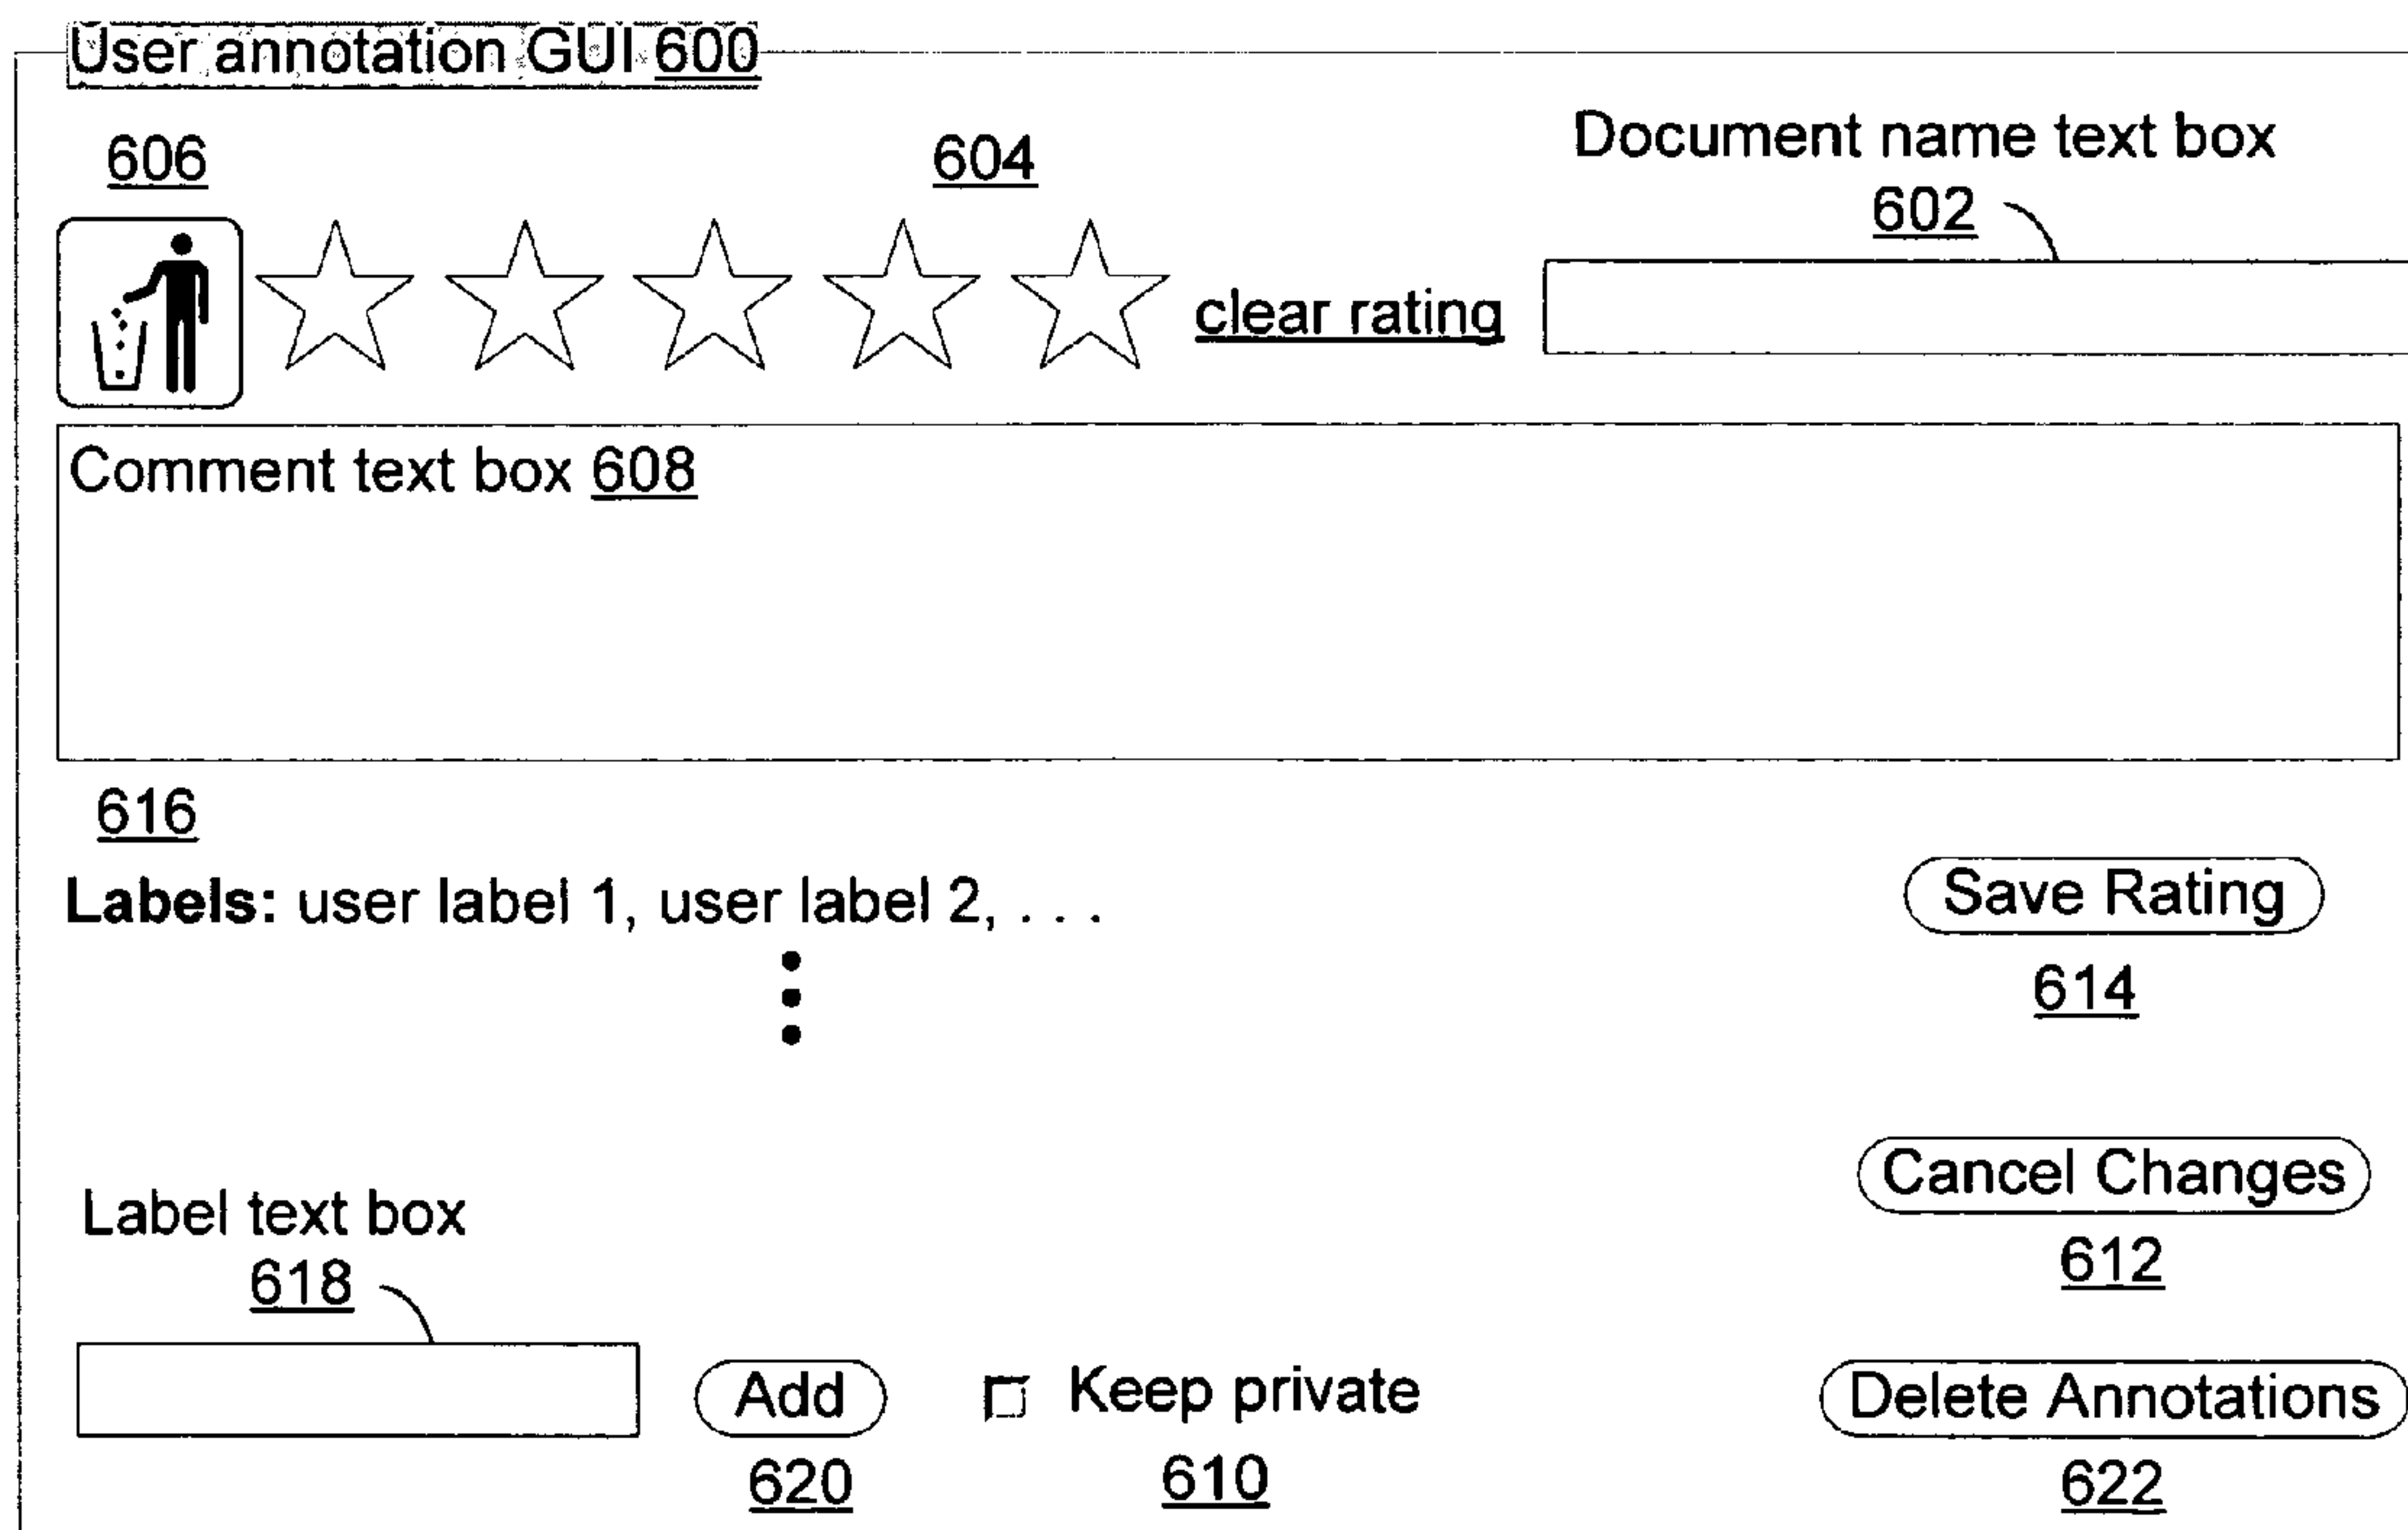 User annotation GUI 600
606
604
Document name text box
602
clear rating
Comment text box 608
616
Labels: user label 1, user label 2, . . .
Save Rating
614
Cancel Changes
612
Label text box
618
Add
620
Keep private
610
Delete Annotations
622